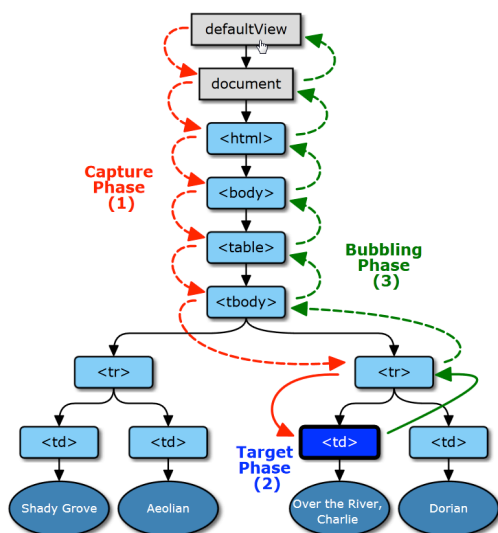 defaultView
document
<html>
Capture
Phase
(1)
<body>
<table>
Bubbling
Phase
(3)
<tbody>
<tr>
<tr>
<td>
<td>
Target
Phase
(2)
<td>
<td>
Shady Grove
Aeolian
Over the River,
Charlie
Dorian